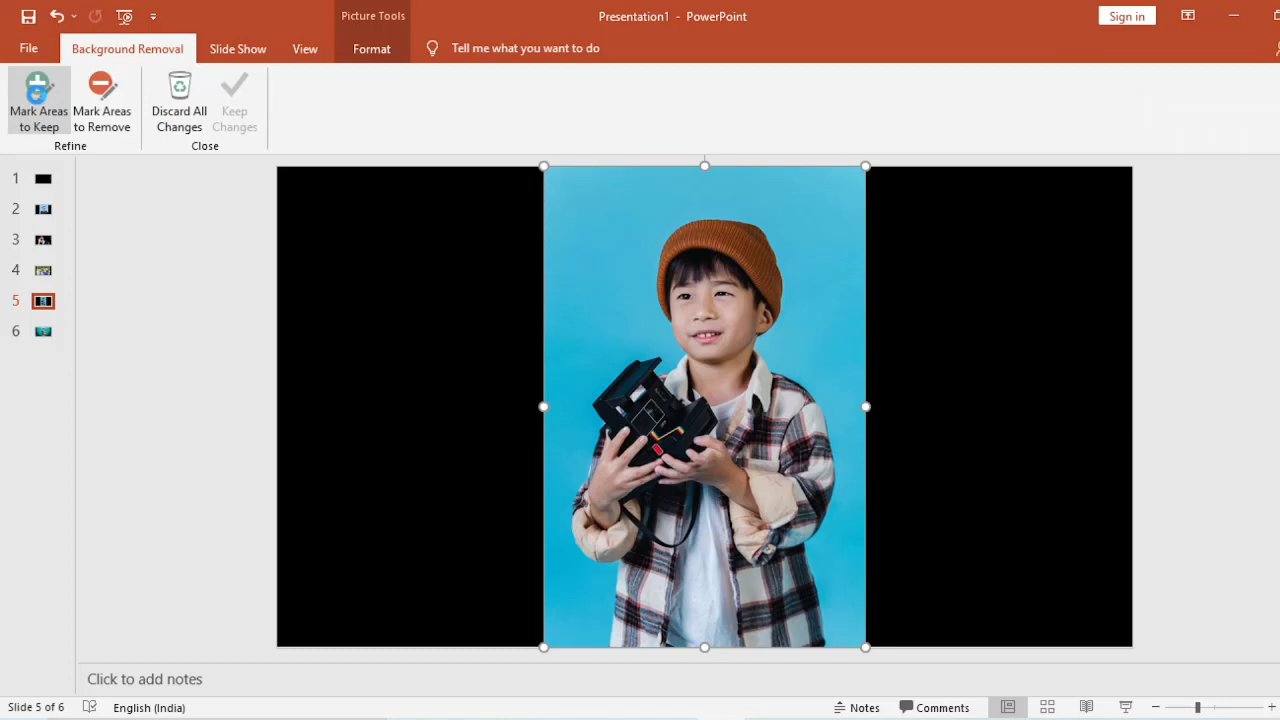 Picture Tools
Presentation1 - PowerPoint
Sign in
File
Background Removal
Slide Show
View
Format
Tell me what you want to do
Mark Areas to Keep
Mark Areas to Remove
Discard All Changes
Keep Changes
Refine
Close
1
2
3
4
5
6
Click to add notes
Slide 5 of 6
English (India)
Notes
Comments